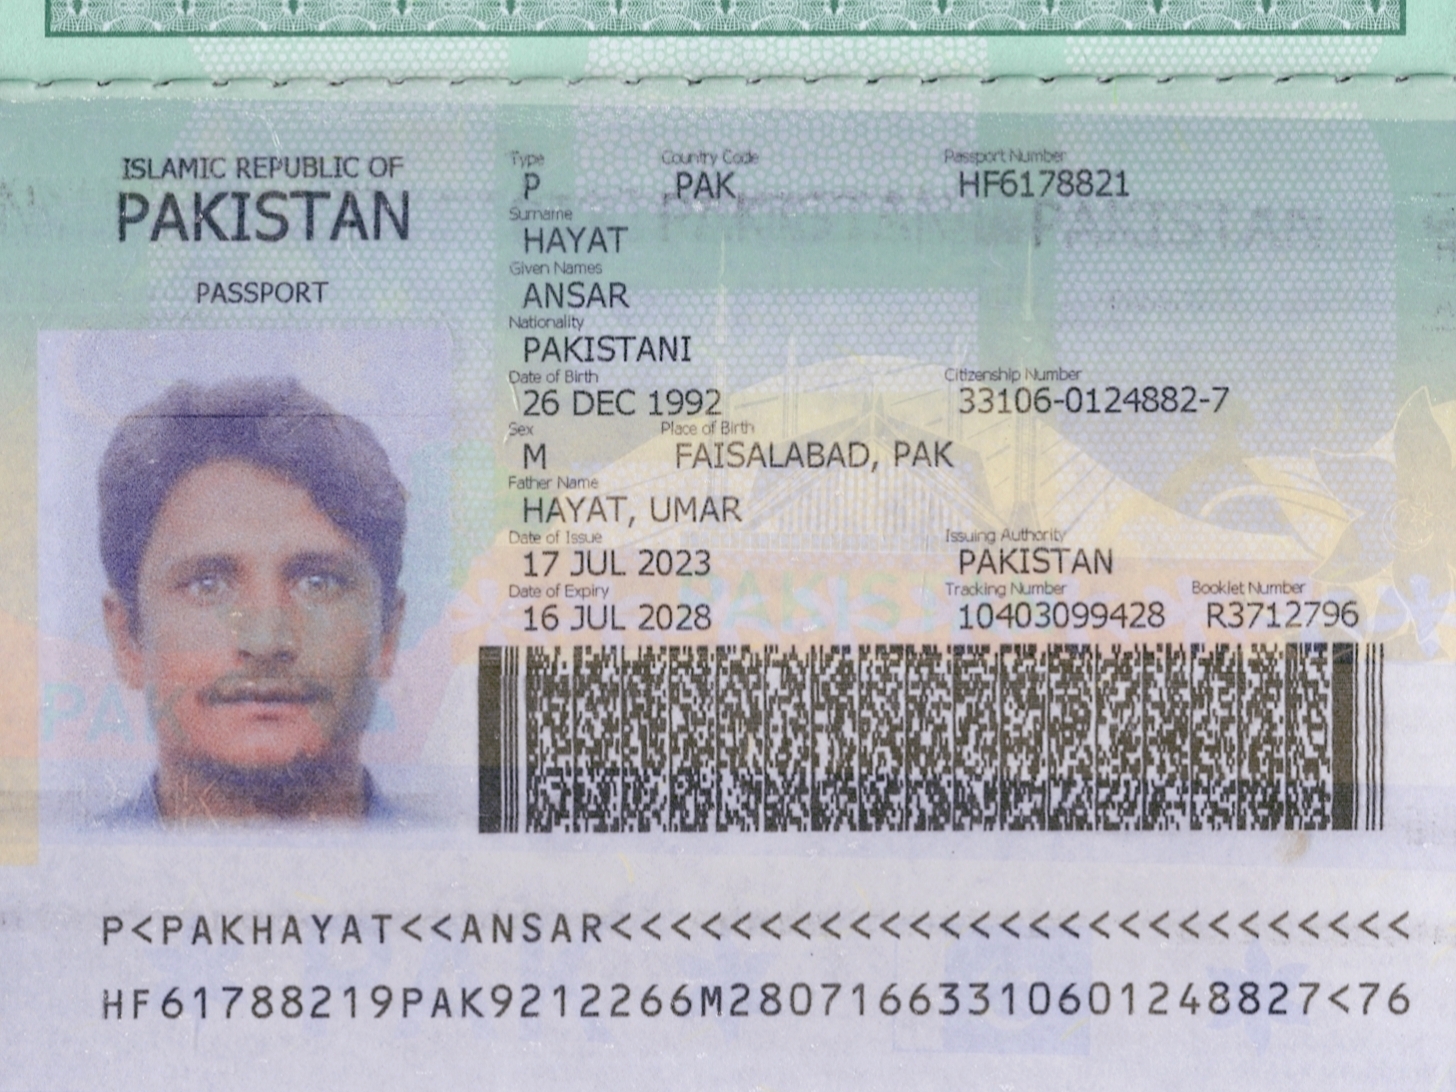 ISLAMIC REPUBLIC OF
PAKISTAN
PASSPORT
Type Country Code Passport Number
P PAK HF6178821
Surname
HAYAT
Given Names
ANSAR
Nationality
PAKISTANI
Date of Birth Citizenship Number
26 DEC 1992 33106-0124882-7
Sex Place of Birth
M FAISALABAD, PAK
Father Name
HAYAT, UMAR
Date of Issue Issuing Authority
17 JUL 2023 PAKISTAN
Date of Expiry Tracking Number Booklet Number
16 JUL 2028 10403099428 R3712796
PAKISTAN
PAK
P<PAKHAYAT<<ANSAR<<<<<<<<<<<<<<<<<<<<<<<<<<<
HF61788219PAK9212266M28071663310601248827<76